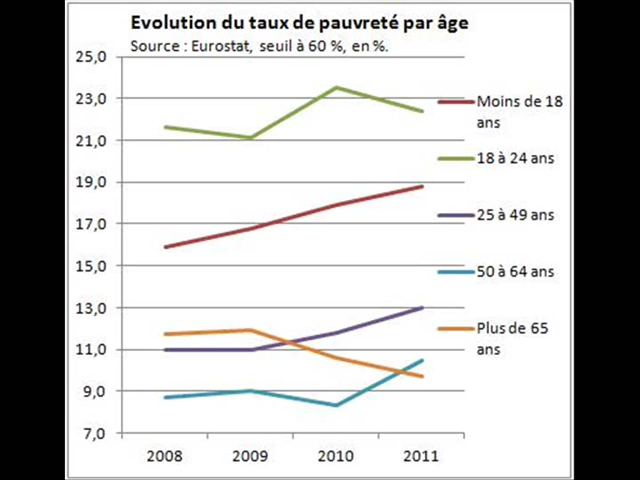 Evolution du taux de pauvreté par âge
Source : Eurostat, seuil à 60 %, en %.
25,0
23,0
21,0
19,0
17,0
15,0
13,0
11,0
9,0
7,0
2008 2009 2010 2011
Moins de 18
ans
18 à 24 ans
25 à 49 ans
50 à 64 ans
Plus de 65
ans